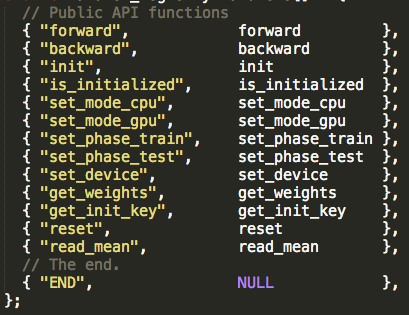 // Public API functions
{ "forward", forward },
{ "backward", backward },
{ "init", init },
{ "is_initialized", is_initialized },
{ "set_mode_cpu", set_mode_cpu },
{ "set_mode_gpu", set_mode_gpu },
{ "set_phase_train", set_phase_train },
{ "set_phase_test", set_phase_test },
{ "set_device", set_device },
{ "get_weights", get_weights },
{ "get_init_key", get_init_key },
{ "reset", reset },
{ "read_mean", read_mean },
// The end.
{ "END", NULL },
};